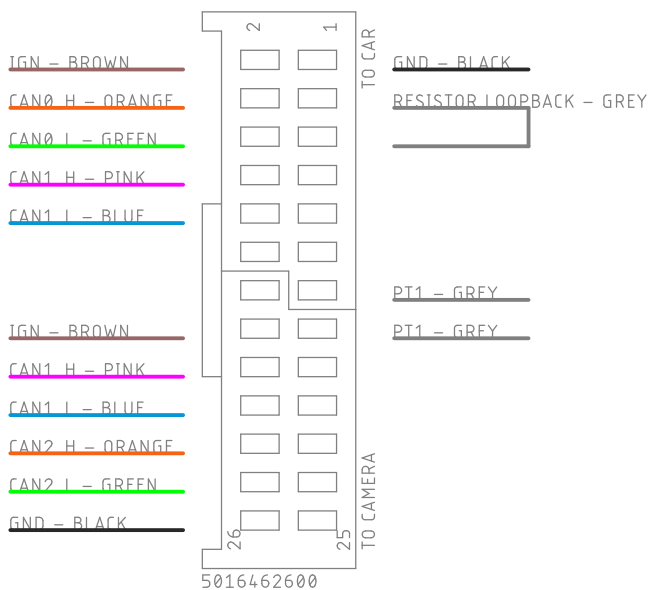 2 1
TO CAR
IGN - BROWN
CAN0 H - ORANGE
CAN0 L - GREEN
CAN1 H - PINK
CAN1 L - BLUE
GND - BLACK
RESISTOR LOOPBACK - GREY
PT1 - GREY
PT1 - GREY
IGN - BROWN
CAN1 H - PINK
CAN1 L - BLUE
CAN2 H - ORANGE
CAN2 L - GREEN
GND - BLACK
TO CAMERA
26 25
5016462600